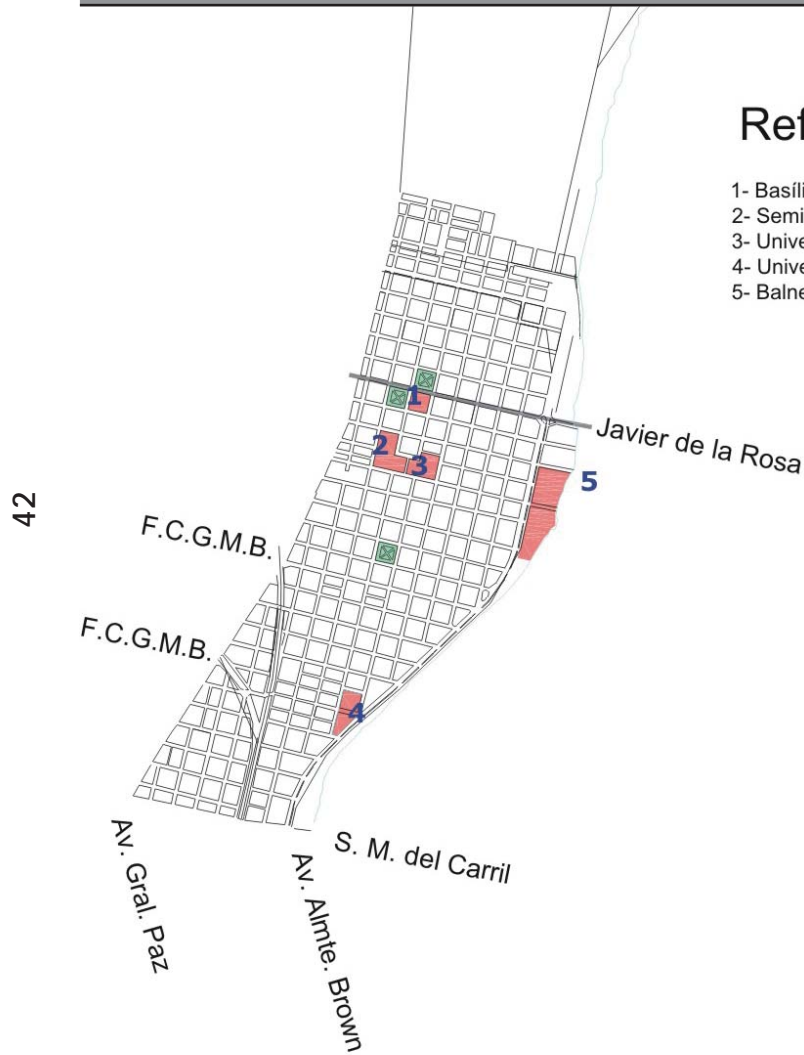 Ref
1- Basíli
2- Semi
3- Unive
4- Unive
5- Balne
1
Javier de la Rosa
2
3
5
42
F.C.G.M.B.
F.C.G.M.B.
4
S. M. del Carril
Av. Gral. Paz
Av. Almte. Brown